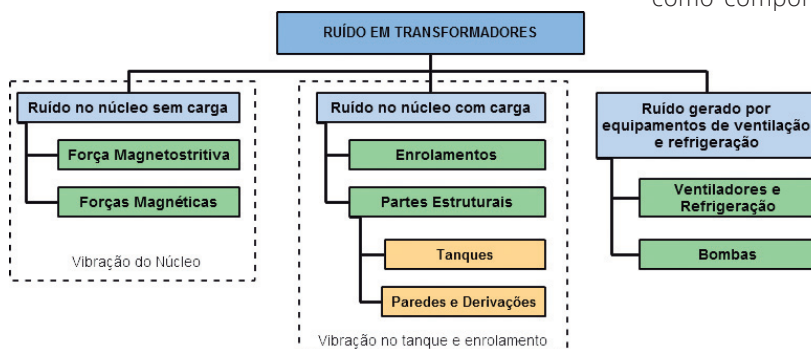 como compor
RUÍDO EM TRANSFORMADORES
Ruído no núcleo sem carga
Força Magnetostritiva
Forças Magnéticas
Vibração do Núcleo
Ruído no núcleo com carga
Enrolamentos
Partes Estruturais
Tanques
Paredes e Derivações
Vibração no tanque e enrolamento
Ruído gerado por
equipamentos de ventilação
e refrigeração
Ventiladores e
Refrigeração
Bombas